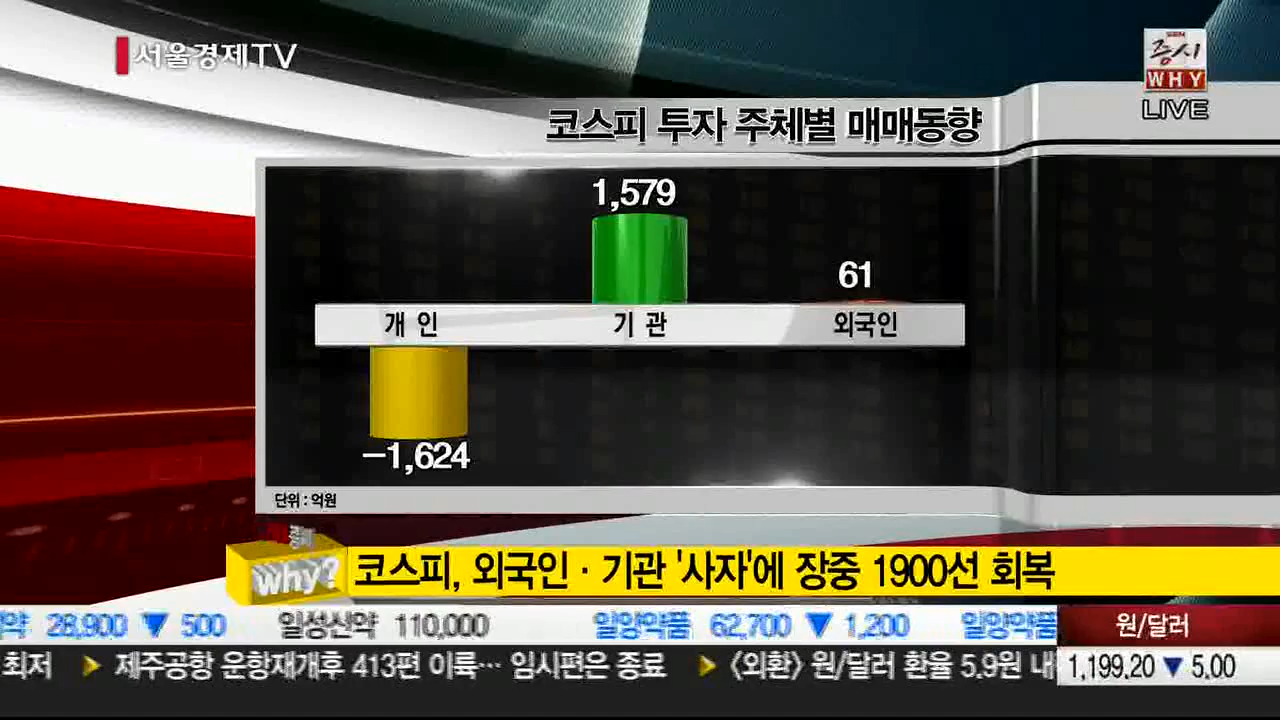 서울경제TV
증시
WHY
LIVE
코스피 투자 주체별 매매동향
1,579
61
개 인
기 관
외국인
-1,624
단위 : 억원
why?
코스피, 외국인 · 기관 '사자'에 장중 1900선 회복
약 28,900 ▼ 500 일성신약 110,000 일양약품 62,700 ▼ 1,200 일양약품
원/달러
최저 ▶ 제주공항 운항재개후 413편 이륙… 임시편은 종료 ▶ 〈외환〉 원/달러 환율 5.9원 내
1,199.20 ▼ 5.00